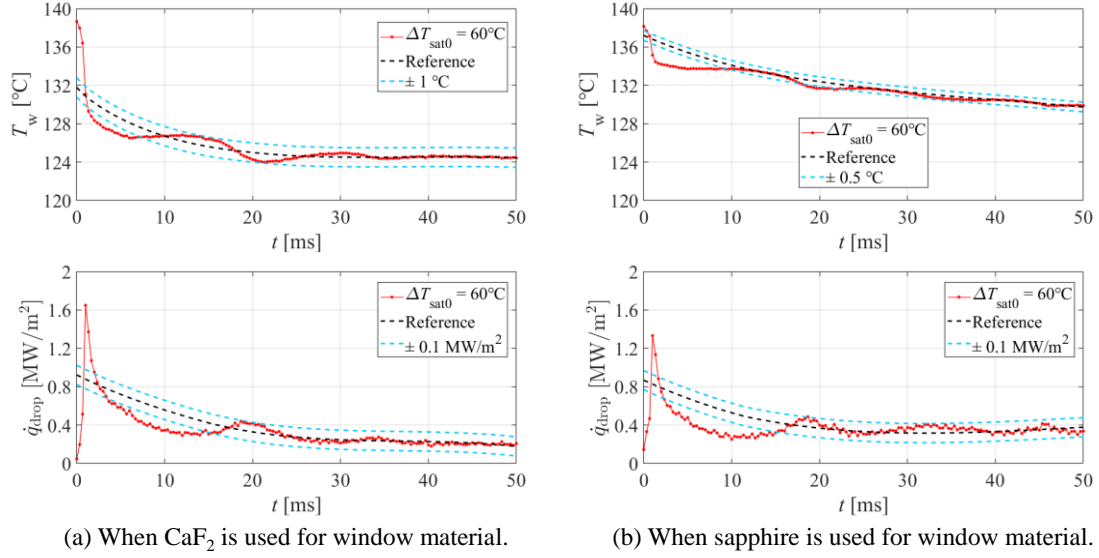 140
136
132
128
124
120
T_w [℃]
ΔT_sat0 = 60℃
Reference
± 1 ℃
0 10 20 30 40 50
t [ms]
140
136
132
128
124
120
T_w [℃]
ΔT_sat0 = 60℃
Reference
± 0.5 ℃
0 10 20 30 40 50
t [ms]
2
1.6
1.2
0.8
0.4
0
q̇_drop [MW/m²]
ΔT_sat0 = 60℃
Reference
± 0.1 MW/m²
0 10 20 30 40 50
t [ms]
2
1.6
1.2
0.8
0.4
0
q̇_drop [MW/m²]
ΔT_sat0 = 60℃
Reference
± 0.1 MW/m²
0 10 20 30 40 50
t [ms]
(a) When CaF₂ is used for window material.
(b) When sapphire is used for window material.